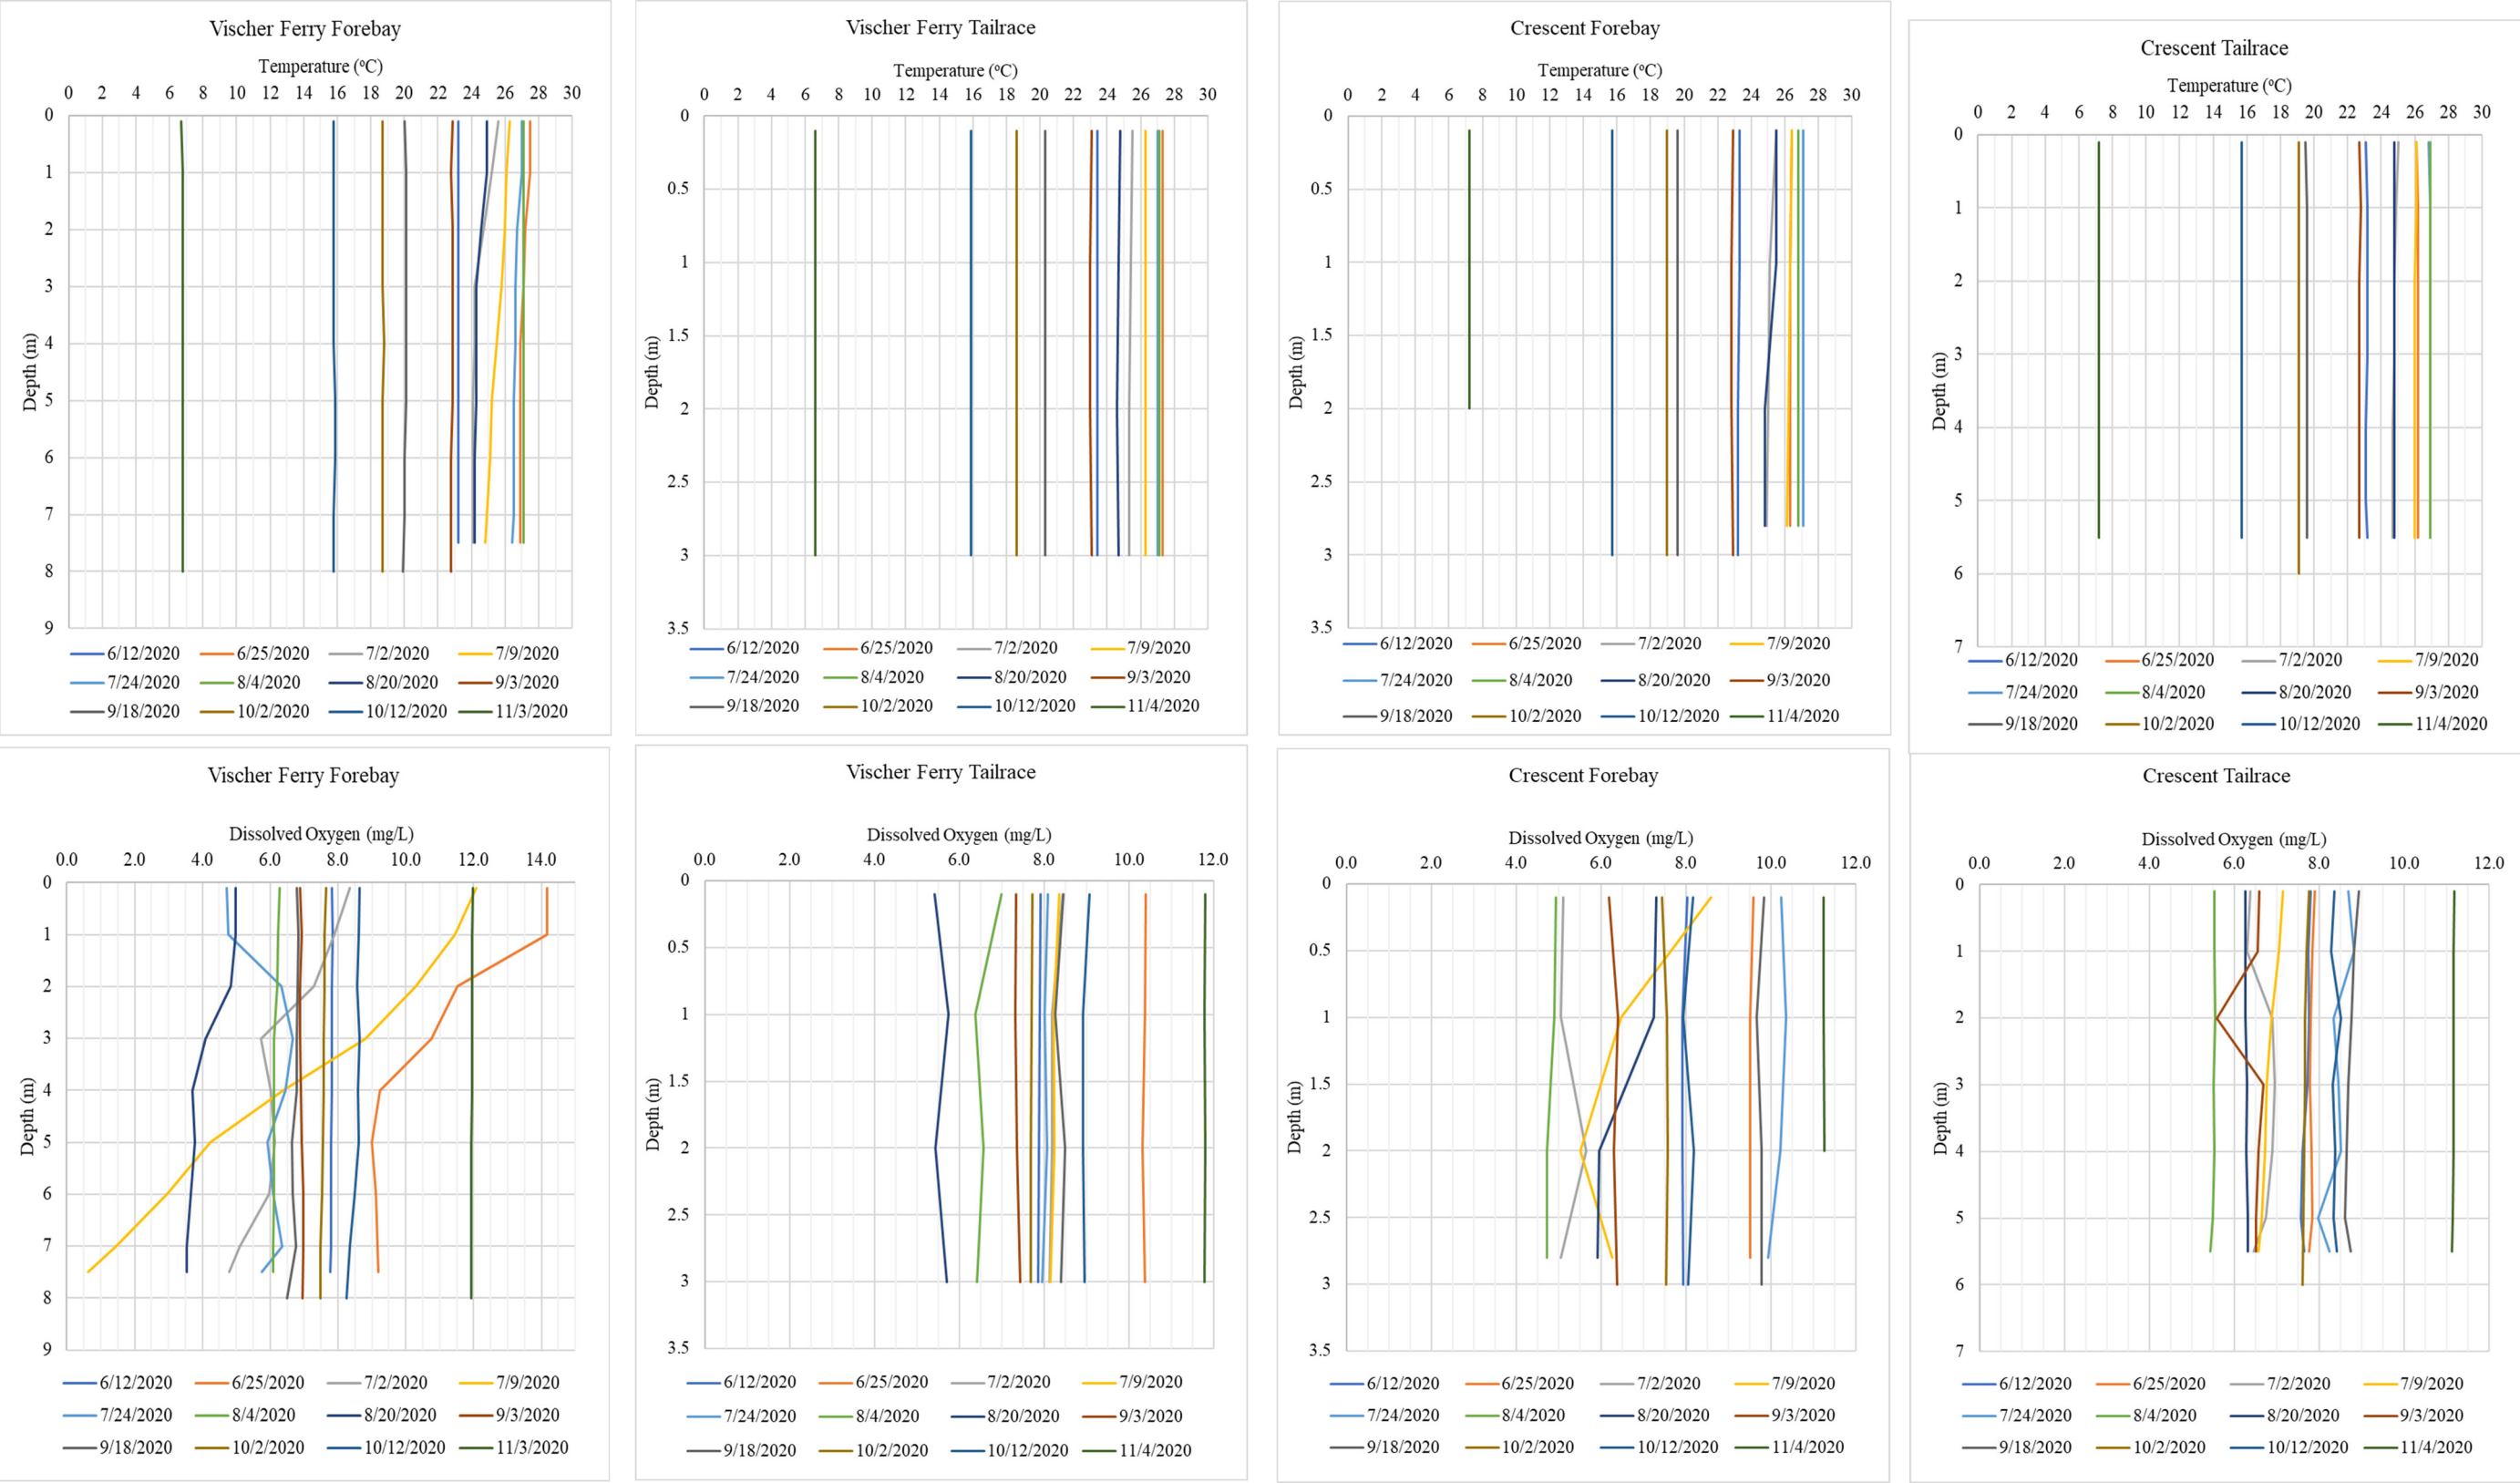 Vischer Ferry Forebay
Temperature (ºC)
0 2 4 6 8 10 12 14 16 18 20 22 24 26 28 30
0
1
2
3
4
5
6
7
8
9
Depth (m)
6/12/2020 6/25/2020 7/2/2020 7/9/2020
7/24/2020 8/4/2020 8/20/2020 9/3/2020
9/18/2020 10/2/2020 10/12/2020 11/3/2020
Vischer Ferry Tailrace
Temperature (ºC)
0 2 4 6 8 10 12 14 16 18 20 22 24 26 28 30
0
0.5
1
1.5
2
2.5
3
3.5
Depth (m)
6/12/2020 6/25/2020 7/2/2020 7/9/2020
7/24/2020 8/4/2020 8/20/2020 9/3/2020
9/18/2020 10/2/2020 10/12/2020 11/4/2020
Crescent Forebay
Temperature (ºC)
0 2 4 6 8 10 12 14 16 18 20 22 24 26 28 30
0
0.5
1
1.5
2
2.5
3
3.5
Depth (m)
6/12/2020 6/25/2020 7/2/2020 7/9/2020
7/24/2020 8/4/2020 8/20/2020 9/3/2020
9/18/2020 10/2/2020 10/12/2020 11/4/2020
Crescent Tailrace
Temperature (ºC)
0 2 4 6 8 10 12 14 16 18 20 22 24 26 28 30
0
1
2
3
4
5
6
7
Depth (m)
6/12/2020 6/25/2020 7/2/2020 7/9/2020
7/24/2020 8/4/2020 8/20/2020 9/3/2020
9/18/2020 10/2/2020 10/12/2020 11/4/2020
Vischer Ferry Forebay
Dissolved Oxygen (mg/L)
0.0 2.0 4.0 6.0 8.0 10.0 12.0 14.0
0
1
2
3
4
5
6
7
8
9
Depth (m)
6/12/2020 6/25/2020 7/2/2020 7/9/2020
7/24/2020 8/4/2020 8/20/2020 9/3/2020
9/18/2020 10/2/2020 10/12/2020 11/3/2020
Vischer Ferry Tailrace
Dissolved Oxygen (mg/L)
0.0 2.0 4.0 6.0 8.0 10.0 12.0
0
0.5
1
1.5
2
2.5
3
3.5
Depth (m)
6/12/2020 6/25/2020 7/2/2020 7/9/2020
7/24/2020 8/4/2020 8/20/2020 9/3/2020
9/18/2020 10/2/2020 10/12/2020 11/4/2020
Crescent Forebay
Dissolved Oxygen (mg/L)
0.0 2.0 4.0 6.0 8.0 10.0 12.0
0
0.5
1
1.5
2
2.5
3
3.5
Depth (m)
6/12/2020 6/25/2020 7/2/2020 7/9/2020
7/24/2020 8/4/2020 8/20/2020 9/3/2020
9/18/2020 10/2/2020 10/12/2020 11/4/2020
Crescent Tailrace
Dissolved Oxygen (mg/L)
0.0 2.0 4.0 6.0 8.0 10.0 12.0
0
1
2
3
4
5
6
7
Depth (m)
6/12/2020 6/25/2020 7/2/2020 7/9/2020
7/24/2020 8/4/2020 8/20/2020 9/3/2020
9/18/2020 10/2/2020 10/12/2020 11/4/2020